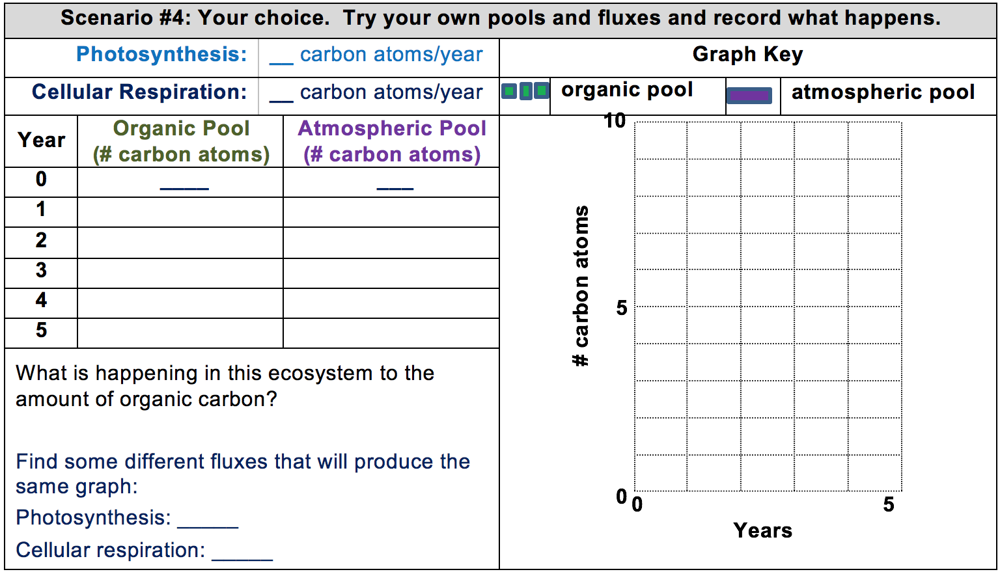 Scenario #4: Your choice.  Try your own pools and fluxes and record what happens.
Photosynthesis: __ carbon atoms/year
Cellular Respiration: __ carbon atoms/year
Graph Key
organic pool
atmospheric pool
Year
Organic Pool
(# carbon atoms)
Atmospheric Pool
(# carbon atoms)
0 ____ ___
1
2
3
4
5
What is happening in this ecosystem to the
amount of organic carbon?
Find some different fluxes that will produce the
same graph:
Photosynthesis: _____
Cellular respiration: _____
10
5
0
# carbon atoms
0
5
Years